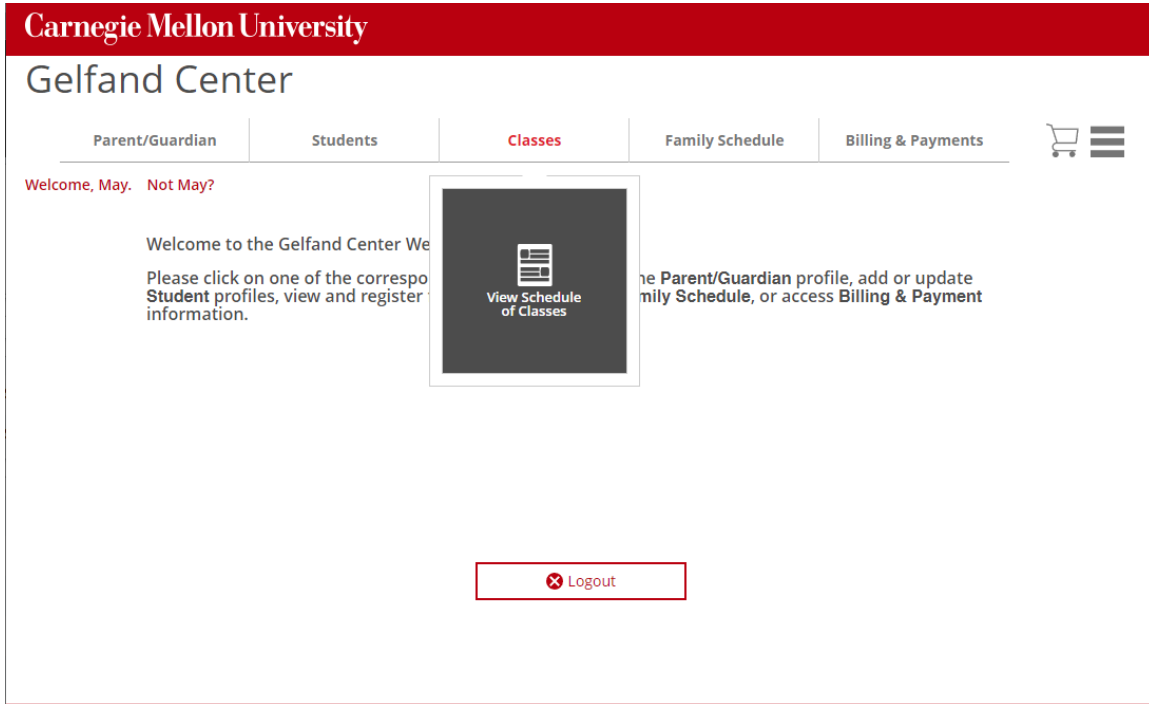 Carnegie Mellon University
Gelfand Center
Parent/Guardian Students Classes Family Schedule Billing & Payments
Welcome, May. Not May?
Welcome to the Gelfand Center We
Please click on one of the correspo he Parent/Guardian profile, add or update
Student profiles, view and register mily Schedule, or access Billing & Payment
information.
View Schedule
of Classes
Logout